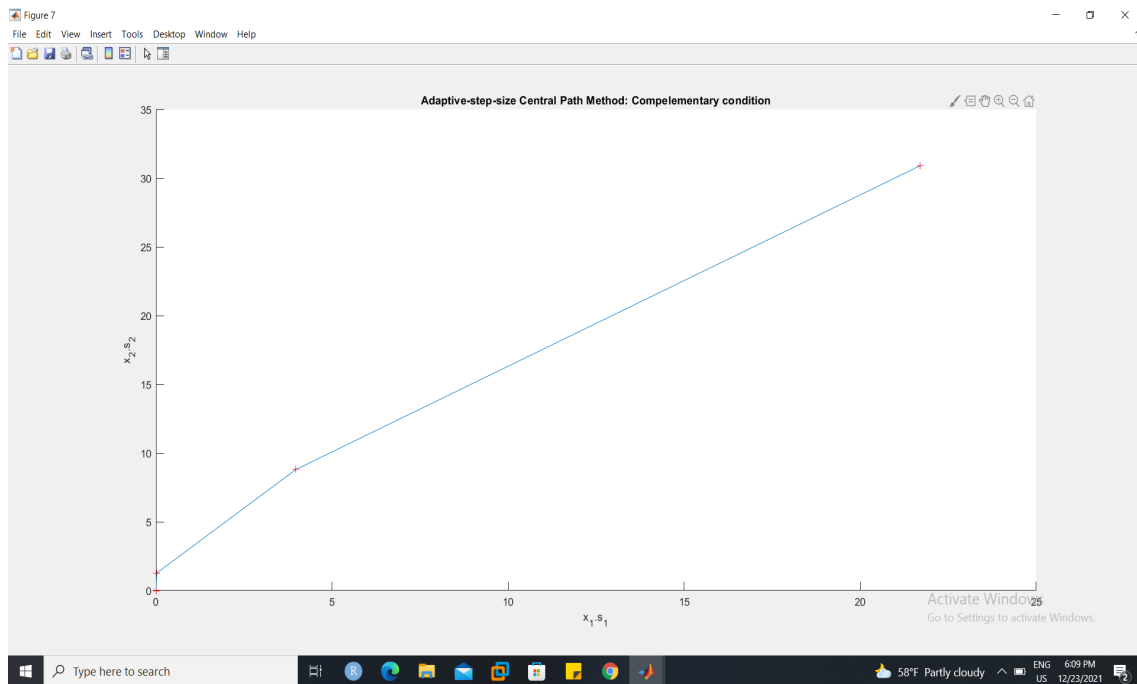 Figure 7
File Edit View Insert Tools Desktop Window Help
Adaptive-step-size Central Path Method: Compelementary condition
35
30
25
20
15
10
5
0
x2.s2
0 5 10 15 20 25
x1.s1
Activate Windows
Go to Settings to activate Windows.
Type here to search
R
58°F Partly cloudy
ENG
US
6:09 PM
12/23/2021
2